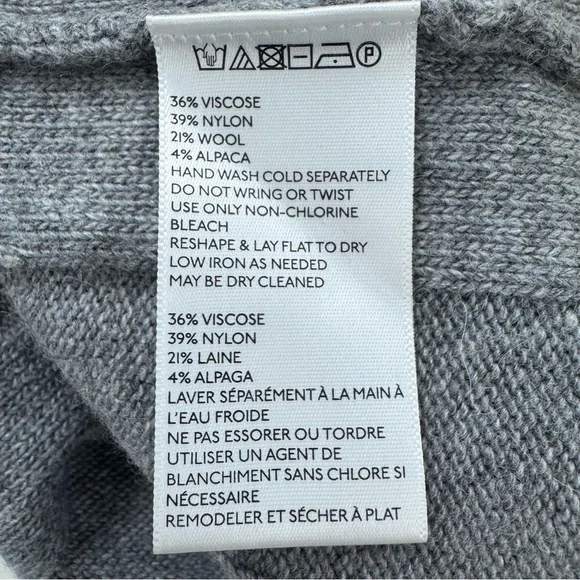 P
36% VISCOSE
39% NYLON
21% WOOL
4% ALPACA
HAND WASH COLD SEPARATELY
DO NOT WRING OR TWIST
USE ONLY NON-CHLORINE
BLEACH
RESHAPE & LAY FLAT TO DRY
LOW IRON AS NEEDED
MAY BE DRY CLEANED
36% VISCOSE
39% NYLON
21% LAINE
4% ALPAGA
LAVER SÉPARÉMENT À LA MAIN À
L'EAU FROIDE
NE PAS ESSORER OU TORDRE
UTILISER UN AGENT DE
BLANCHIMENT SANS CHLORE SI
NÉCESSAIRE
REMODELER ET SÉCHER À PLAT